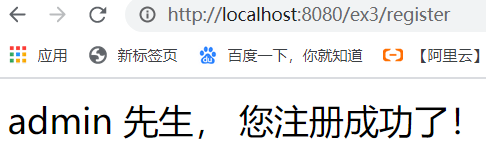 http://localhost:8080/ex3/register
应用 新标签页 百度一下，你就知道 【阿里云】
admin 先生， 您注册成功了！